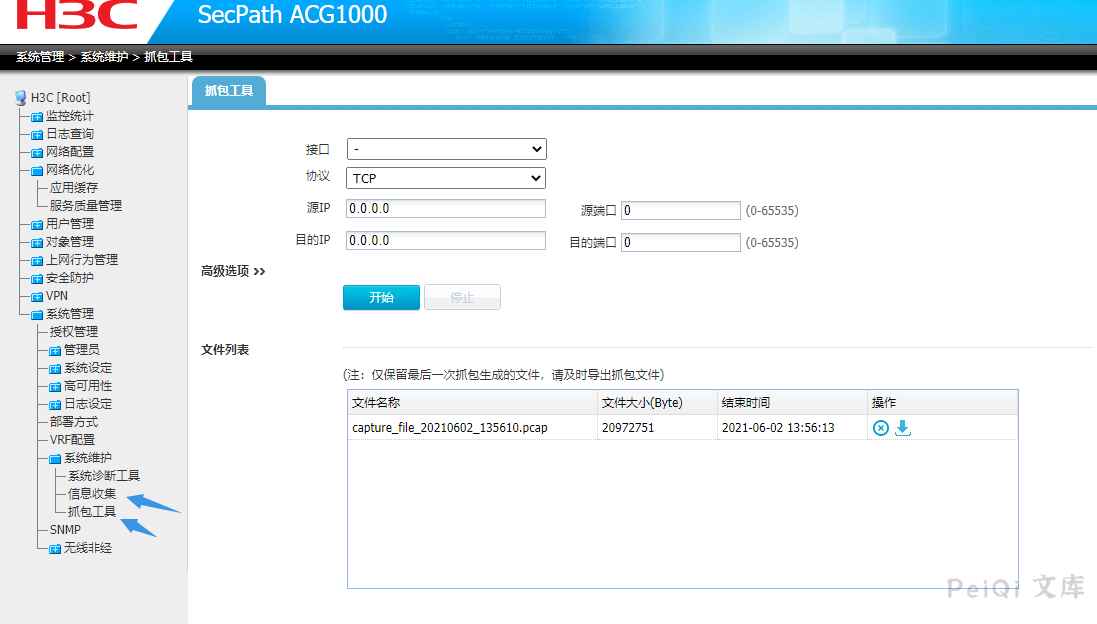 H3C
SecPath ACG1000
系统管理 > 系统维护 > 抓包工具
H3C [Root]
监控统计
日志查询
网络配置
网络优化
应用缓存
服务质量管理
用户管理
对象管理
上网行为管理
安全防护
VPN
系统管理
授权管理
管理员
系统设定
高可用性
日志设定
部署方式
VRF配置
系统维护
系统诊断工具
信息收集
抓包工具
SNMP
无线非经
抓包工具
接口 -
协议 TCP
源IP 0.0.0.0 源端口 0 (0-65535)
目的IP 0.0.0.0 目的端口 0 (0-65535)
高级选项 >>
开始 停止
文件列表
(注：仅保留最后一次抓包生成的文件，请及时导出抓包文件)
文件名称 文件大小(Byte) 结束时间 操作
capture_file_20210602_135610.pcap 20972751 2021-06-02 13:56:13
PeiQi 文库